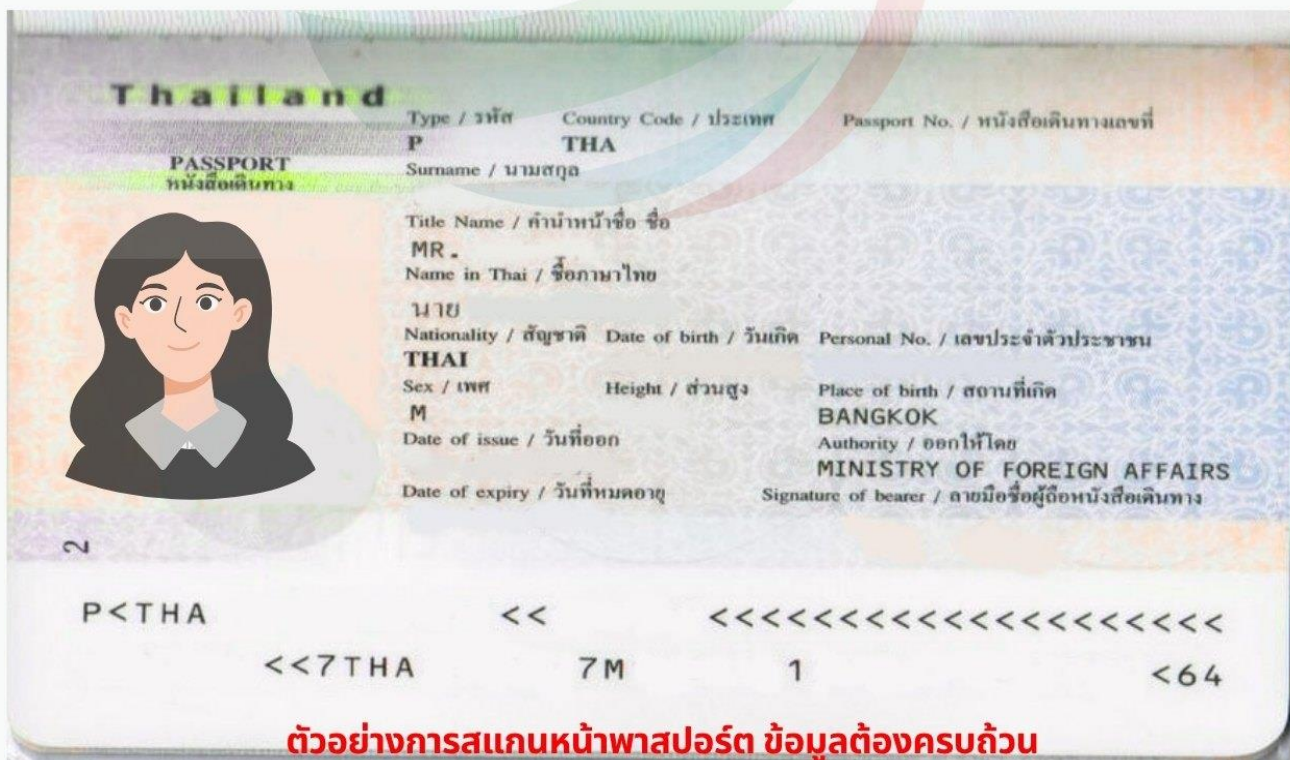 Thailand
PASSPORT
หนังสือเดินทาง
Type / รหัส Country Code / ประเทศ Passport No. / หนังสือเดินทางเลขที่
P THA
Surname / นามสกุล
Title Name / คำนำหน้าชื่อ ชื่อ
MR.
Name in Thai / ชื่อภาษาไทย
นาย
Nationality / สัญชาติ Date of birth / วันเกิด Personal No. / เลขประจำตัวประชาชน
THAI
Sex / เพศ Height / ส่วนสูง Place of birth / สถานที่เกิด
M BANGKOK
Date of issue / วันที่ออก Authority / ออกให้โดย
MINISTRY OF FOREIGN AFFAIRS
Date of expiry / วันที่หมดอายุ Signature of bearer / ลายมือชื่อผู้ถือหนังสือเดินทาง
2
P<THA << <<<<<<<<<<<<<<<<<<<<
<<7THA 7M 1 <64
ตัวอย่างการสแกนหน้าพาสปอร์ต ข้อมูลต้องครบถ้วน